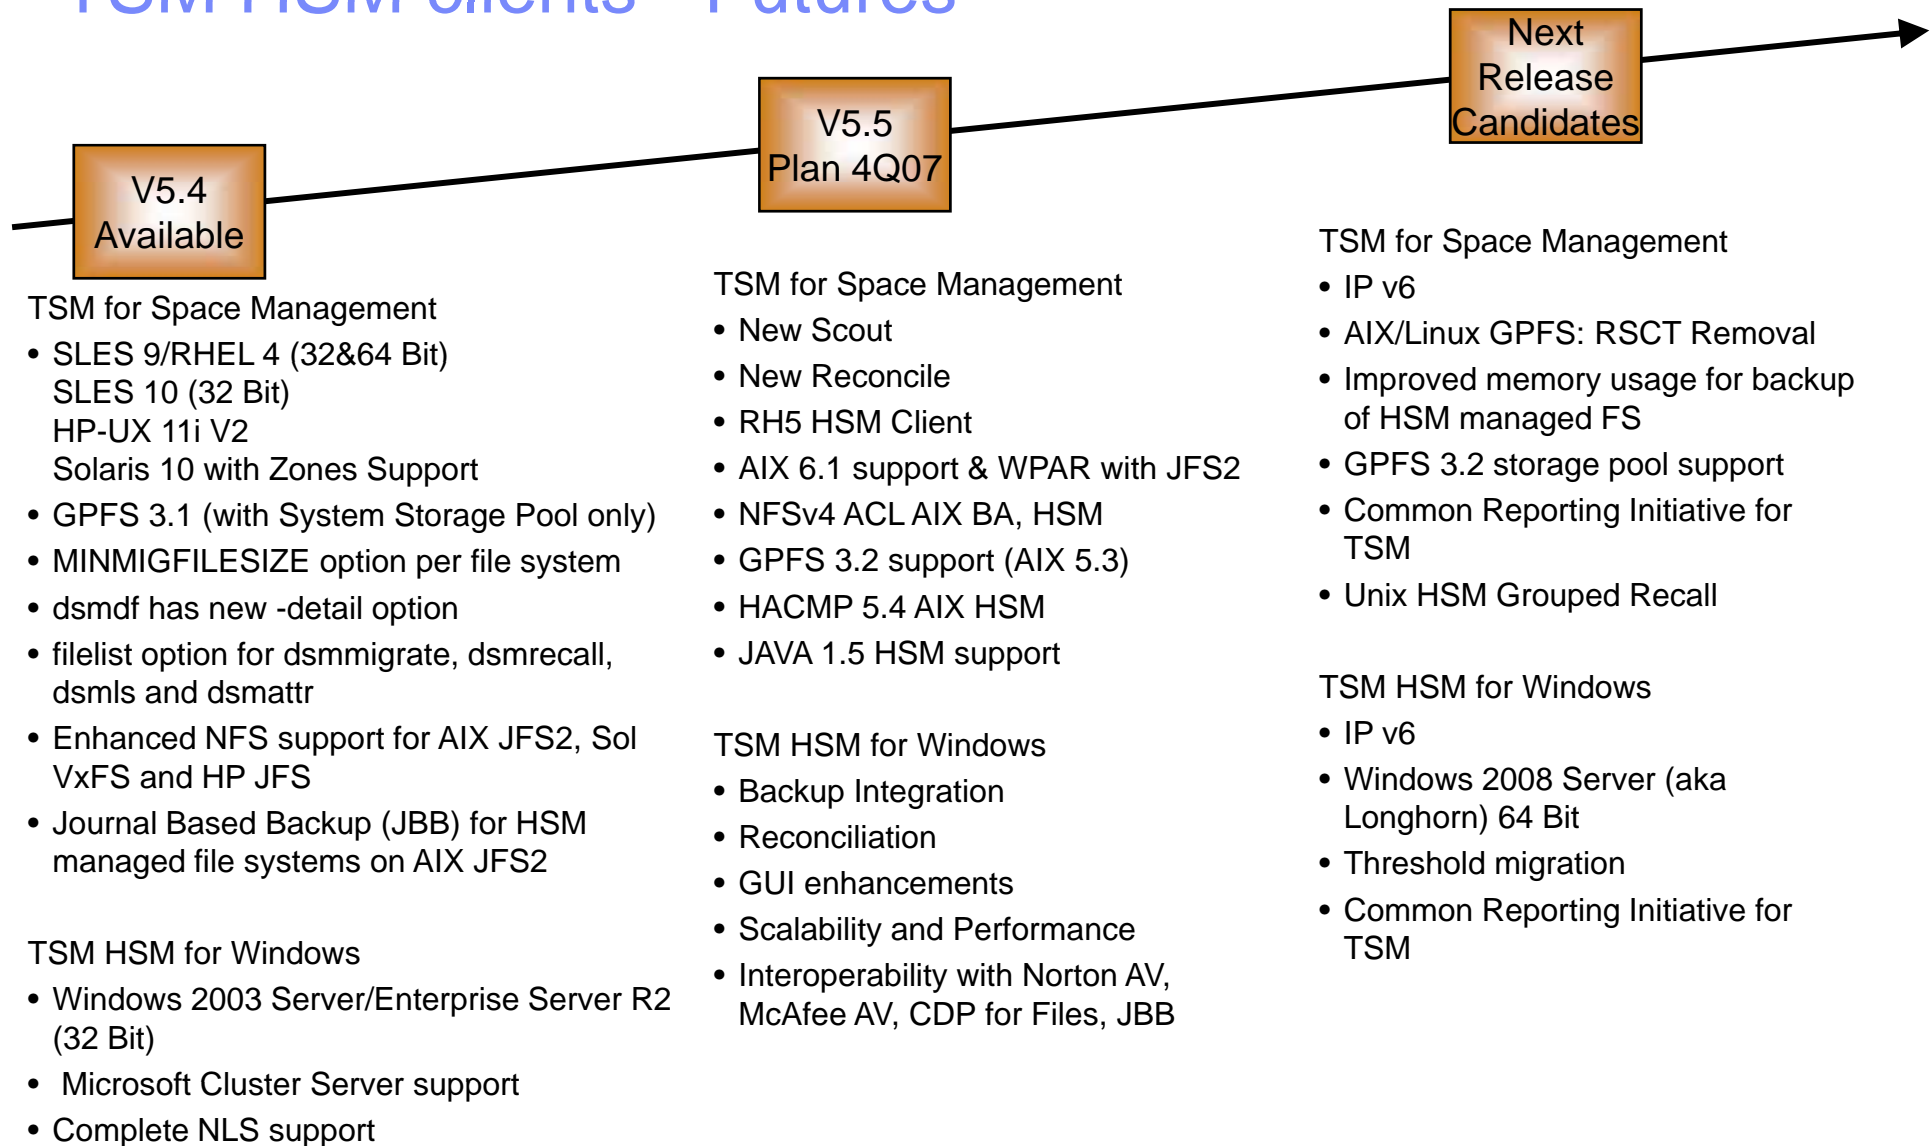 TSM HSM clients - Futures
V5.4
Available
V5.5
Plan 4Q07
Next
Release
Candidates
TSM for Space Management
• SLES 9/RHEL 4 (32&64 Bit)
SLES 10 (32 Bit)
HP-UX 11i V2
Solaris 10 with Zones Support
• GPFS 3.1 (with System Storage Pool only)
• MINMIGFILESIZE option per file system
• dsmdf has new -detail option
• filelist option for dsmmigrate, dsmrecall,
dsmls and dsmattr
• Enhanced NFS support for AIX JFS2, Sol
VxFS and HP JFS
• Journal Based Backup (JBB) for HSM
managed file systems on AIX JFS2
TSM HSM for Windows
• Windows 2003 Server/Enterprise Server R2
(32 Bit)
• Microsoft Cluster Server support
• Complete NLS support
TSM for Space Management
• New Scout
• New Reconcile
• RH5 HSM Client
• AIX 6.1 support & WPAR with JFS2
• NFSv4 ACL AIX BA, HSM
• GPFS 3.2 support (AIX 5.3)
• HACMP 5.4 AIX HSM
• JAVA 1.5 HSM support
TSM HSM for Windows
• Backup Integration
• Reconciliation
• GUI enhancements
• Scalability and Performance
• Interoperability with Norton AV,
McAfee AV, CDP for Files, JBB
TSM for Space Management
• IP v6
• AIX/Linux GPFS: RSCT Removal
• Improved memory usage for backup
of HSM managed FS
• GPFS 3.2 storage pool support
• Common Reporting Initiative for
TSM
• Unix HSM Grouped Recall
TSM HSM for Windows
• IP v6
• Windows 2008 Server (aka
Longhorn) 64 Bit
• Threshold migration
• Common Reporting Initiative for
TSM